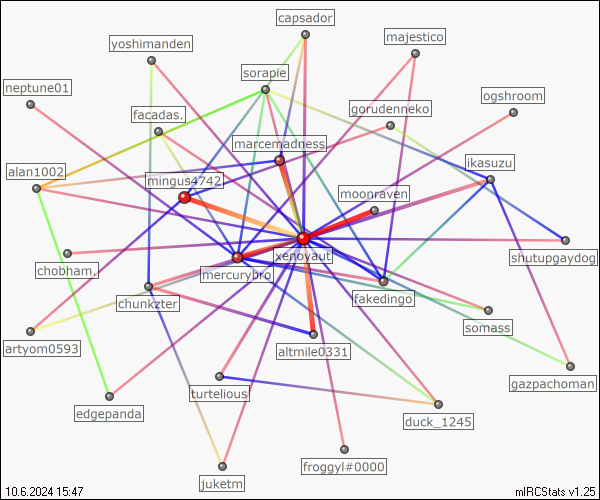 capsador
majestico
yoshimanden
sorapie
neptune01
ogshroom
gorudenneko
facadas.
marcemadness
ikasuzu
alan1002
mingus4742
moonraven
xenoyaut
shutupgaydog
chobham.
mercurybro
fakedingo
chunkzter
somass
artyom0593
altmile0331
gazpachoman
turtelious
edgepanda
duck_1245
froggyl#0000
juketm
10.6.2024 15:47
mIRCStats v1.25